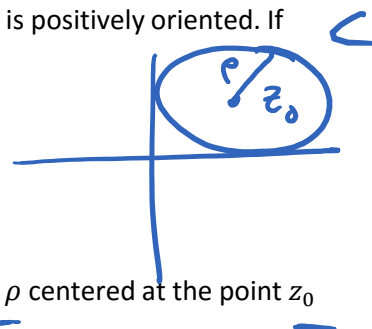 is positively oriented. If
ρ
z₀
ρ centered at the point z₀